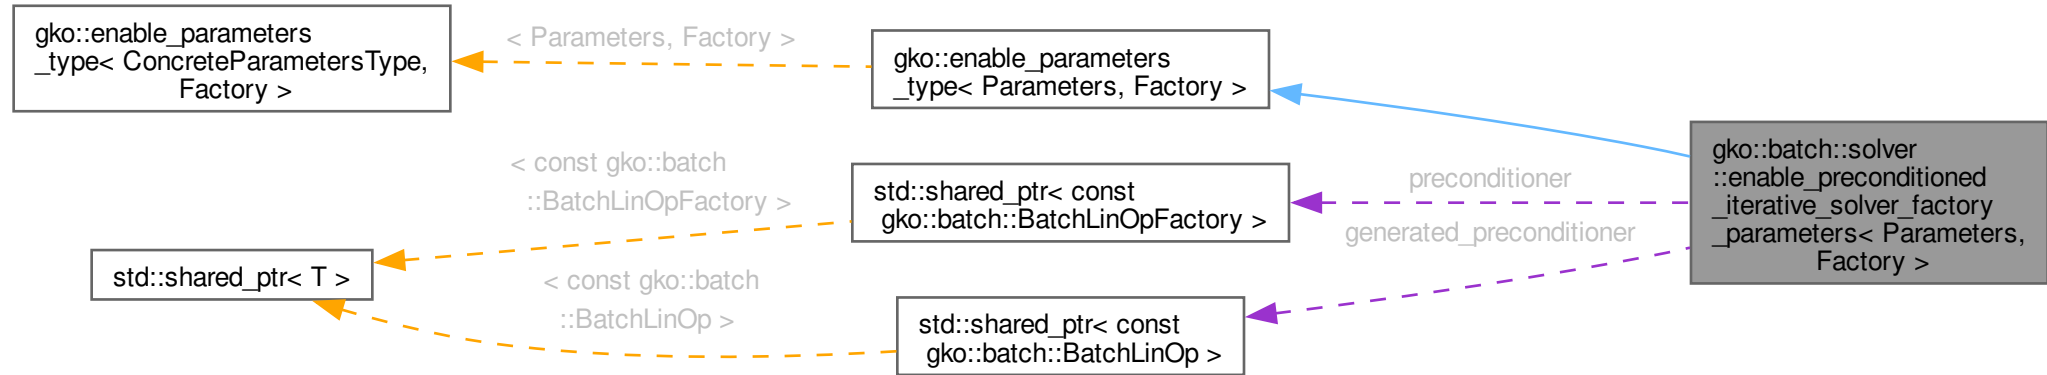 gko::enable_parameters
_type< ConcreteParametersType,
Factory >
< Parameters, Factory >
gko::enable_parameters
_type< Parameters, Factory >
gko::batch::solver
::enable_preconditioned
_iterative_solver_factory
_parameters< Parameters,
Factory >
< const gko::batch
::BatchLinOpFactory >
std::shared_ptr< const
gko::batch::BatchLinOpFactory >
preconditioner
generated_preconditioner
std::shared_ptr< T >
< const gko::batch
::BatchLinOp >
std::shared_ptr< const
gko::batch::BatchLinOp >